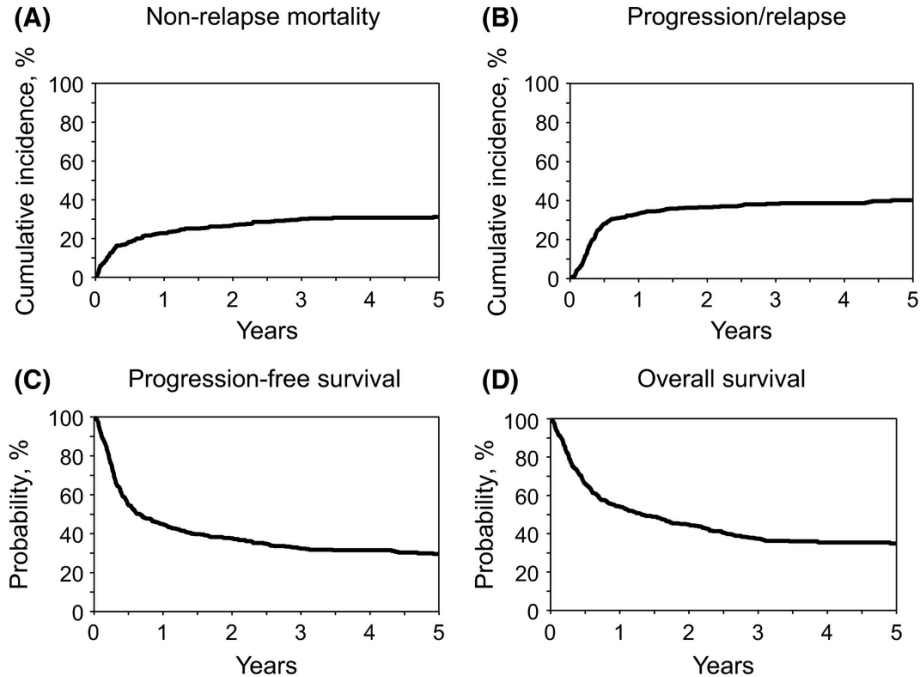 (A) Non-relapse mortality
Cumulative incidence, %
100
80
60
40
20
0
0 1 2 3 4 5
Years
(B) Progression/relapse
Cumulative incidence, %
100
80
60
40
20
0
0 1 2 3 4 5
Years
(C) Progression-free survival
Probability, %
100
80
60
40
20
0
0 1 2 3 4 5
Years
(D) Overall survival
Probability, %
100
80
60
40
20
0
0 1 2 3 4 5
Years